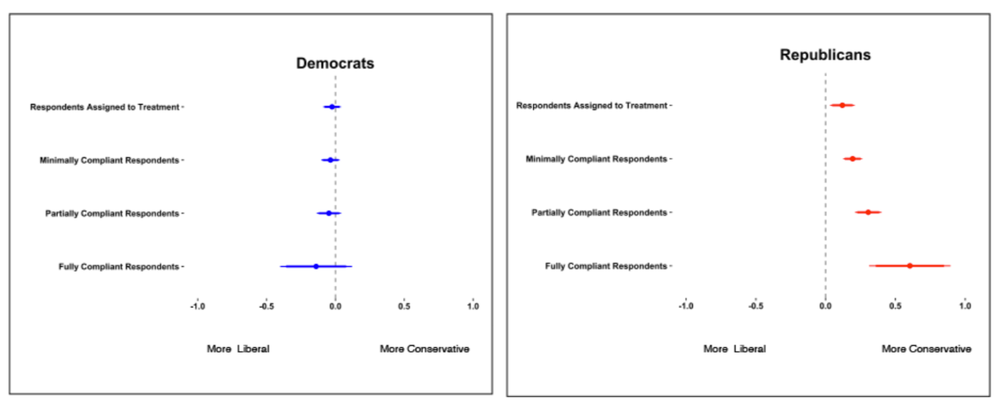 Democrats
Respondents Assigned to Treatment -
Minimally Compliant Respondents -
Partially Compliant Respondents -
Fully Compliant Respondents -
-1.0 -0.5 0.0 0.5 1.0
More Liberal More Conservative
Republicans
Respondents Assigned to Treatment -
Minimally Compliant Respondents -
Partially Compliant Respondents -
Fully Compliant Respondents -
-1.0 -0.5 0.0 0.5 1.0
More Liberal More Conservative